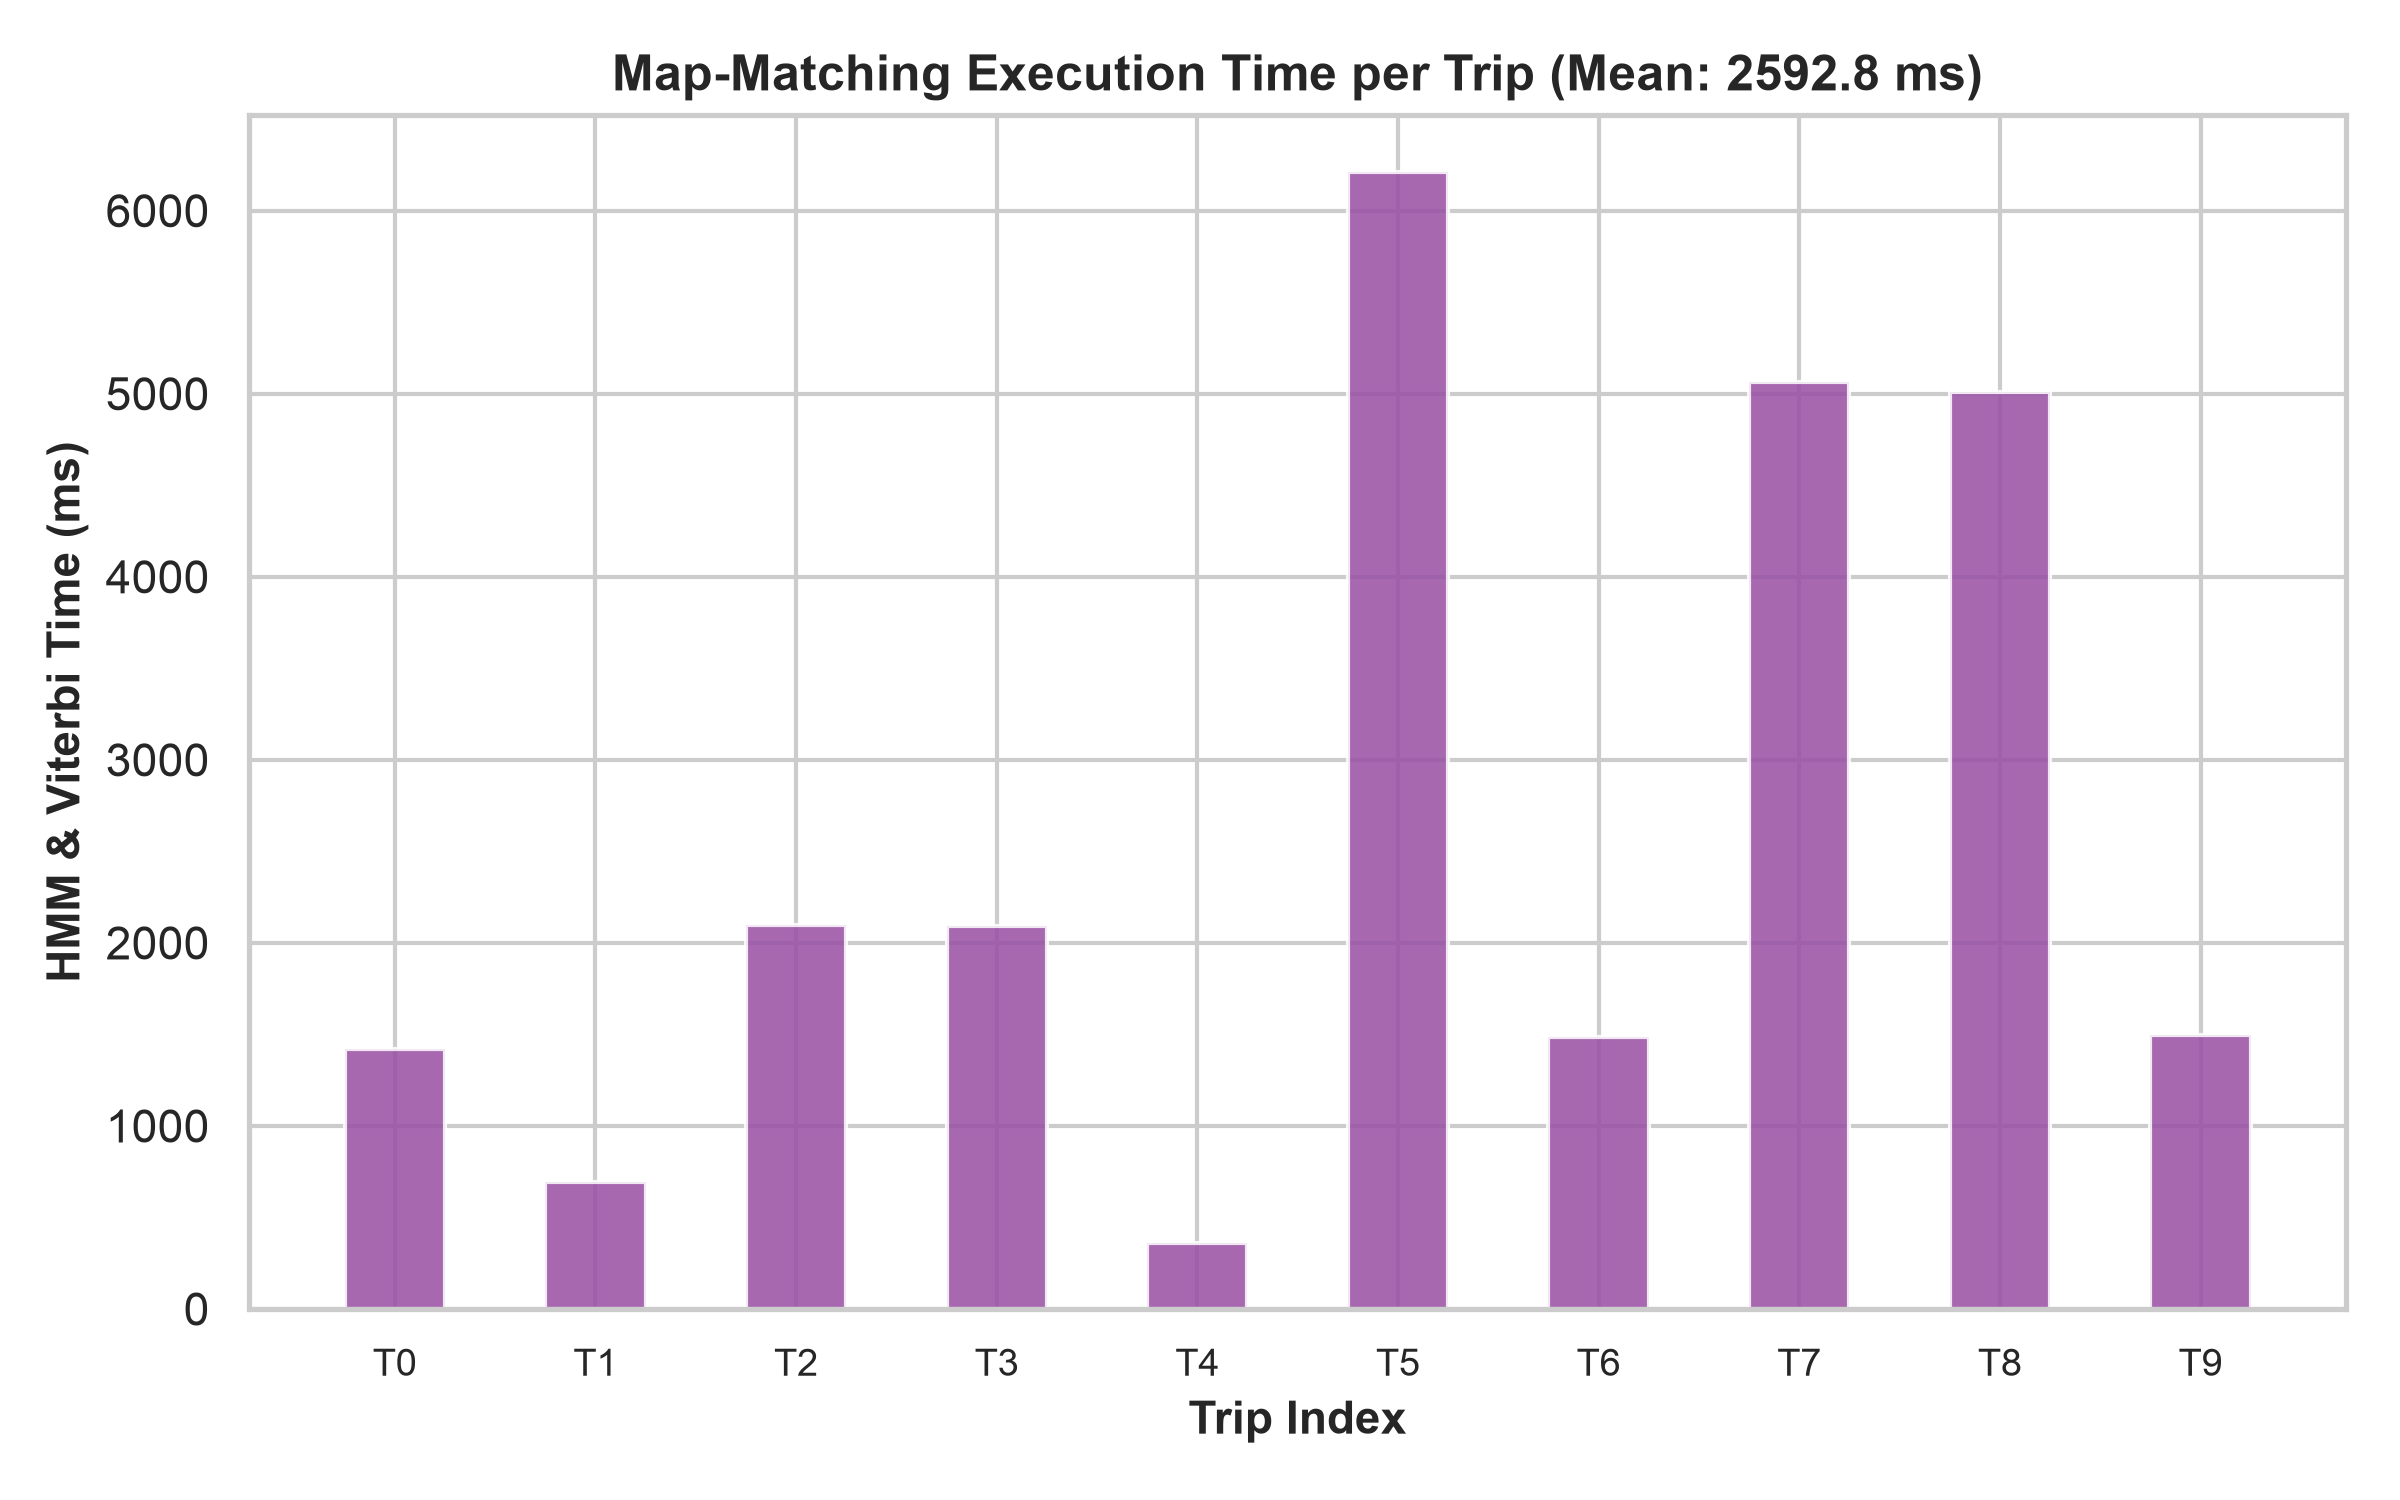 Map-Matching Execution Time per Trip (Mean: 2592.8 ms)
HMM & Viterbi Time (ms)
6000
5000
4000
3000
2000
1000
0
T0 T1 T2 T3 T4 T5 T6 T7 T8 T9
Trip Index